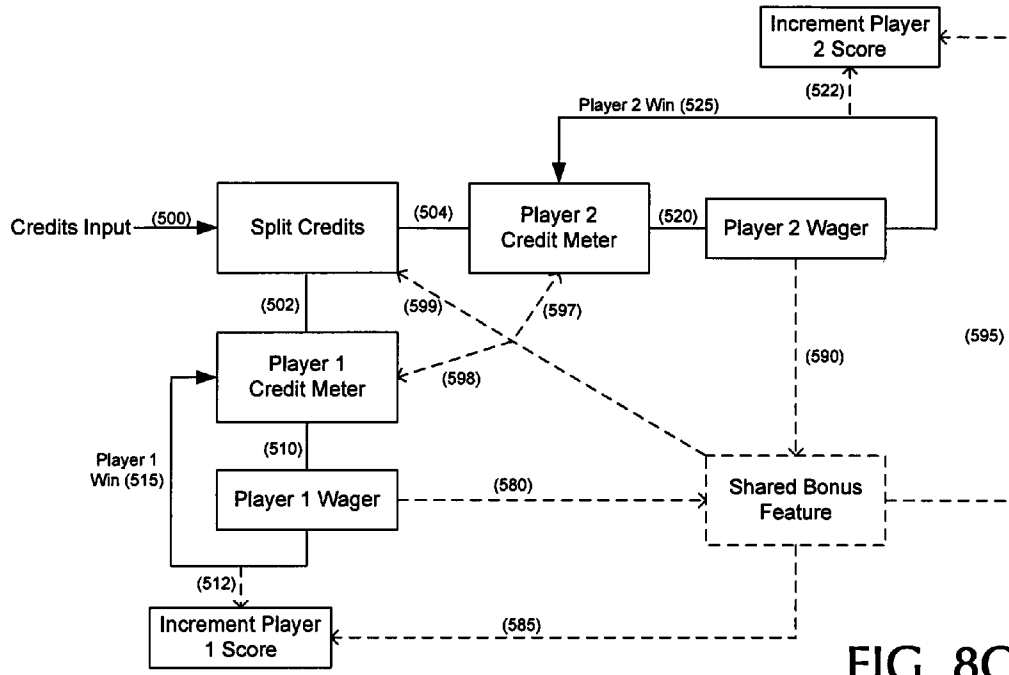 Increment Player
2 Score
(522)
Player 2 Win (525)
Credits Input
(500)
Split Credits
(504)
Player 2
Credit Meter
(520)
Player 2 Wager
(502)
(599)
(597)
(590)
(595)
Player 1
Credit Meter
(598)
(510)
Player 1
Win (515)
Player 1 Wager
(580)
Shared Bonus
Feature
(512)
Increment Player
1 Score
(585)
FIG. 8C